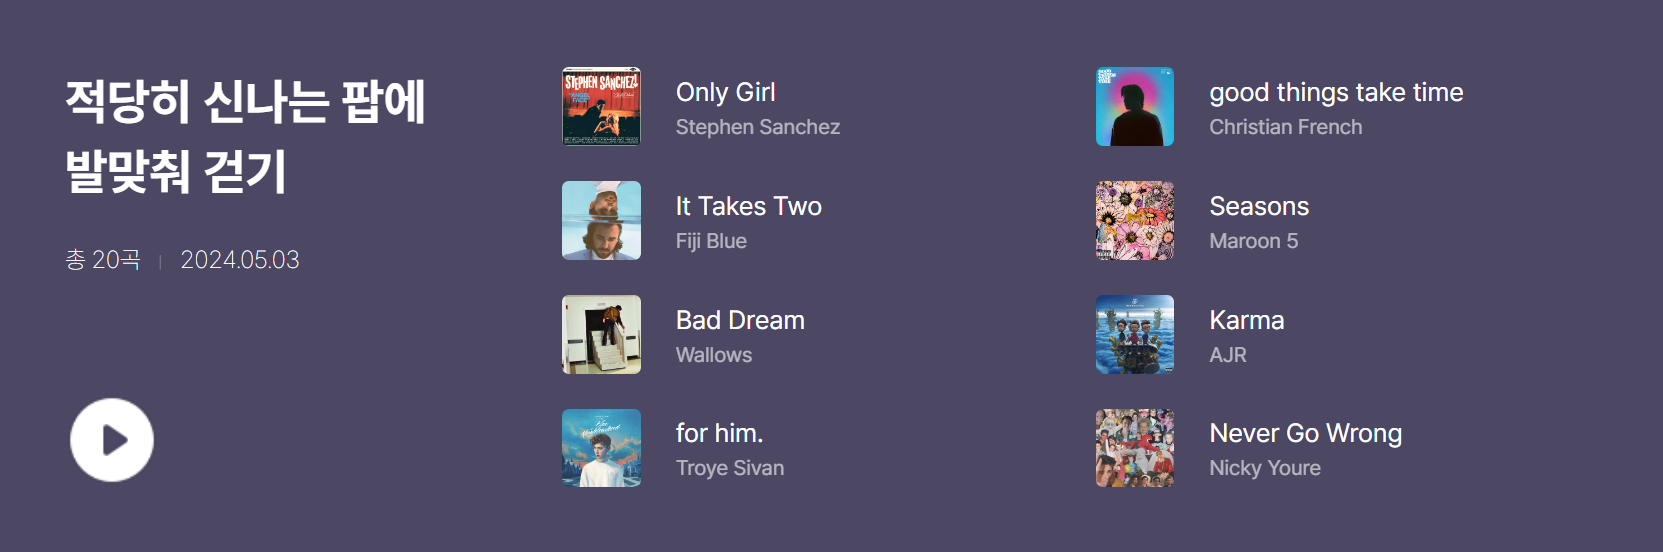 적당히 신나는 팝에
발맞춰 걷기
총 20곡 | 2024.05.03
STEPHEN SANCHEZ
Only Girl
Stephen Sanchez
It Takes Two
Fiji Blue
Bad Dream
Wallows
for him.
Troye Sivan
good things take time
Christian French
Seasons
Maroon 5
Karma
AJR
Never Go Wrong
Nicky Youre